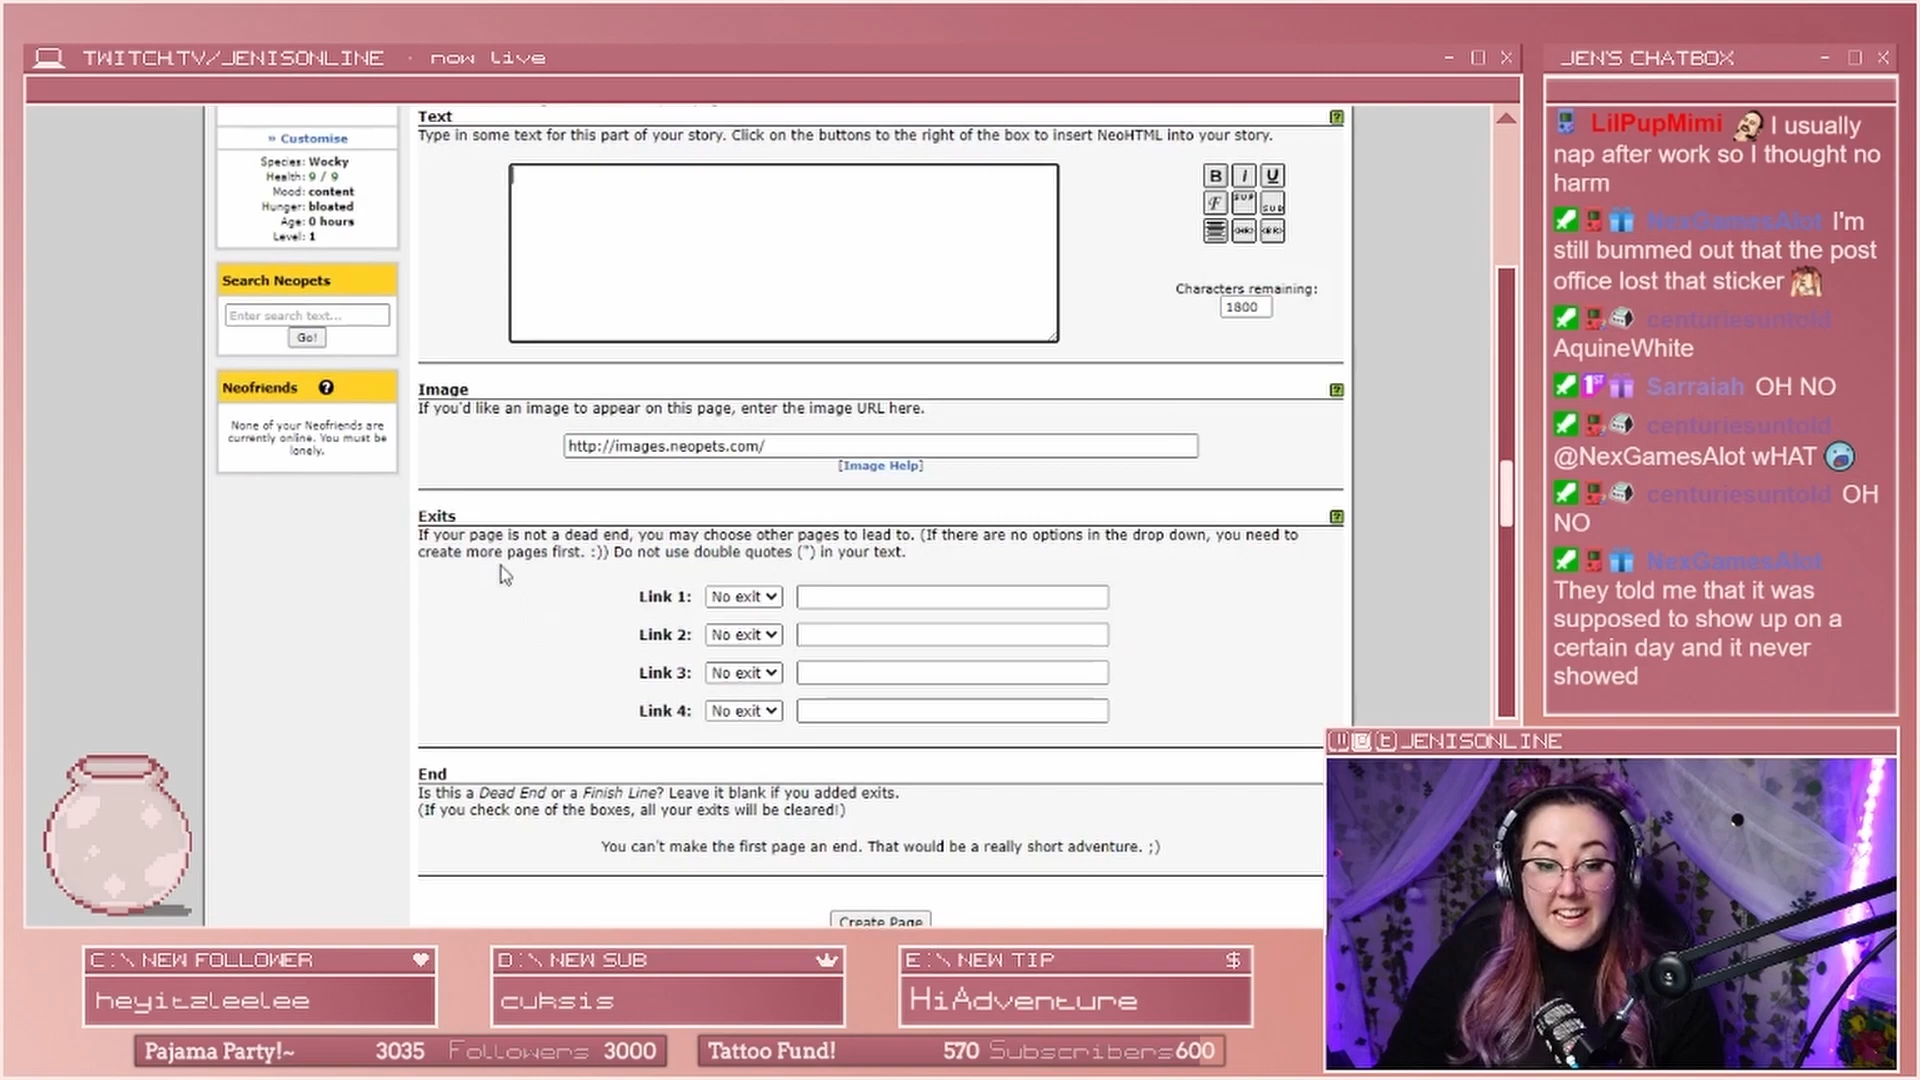 TWITCH.TV/JENISONLINE · now live
» Customise
Species: Wocky
Health: 9 / 9
Mood: content
Hunger: bloated
Age: 0 hours
Level: 1
Search Neopets
Enter search text...
Go!
Neofriends ?
None of your Neofriends are
currently online. You must be
lonely.
Text
Type in some text for this part of your story. Click on the buttons to the right of the box to insert NeoHTML into your story.
B I U
F SUP SUB
<HR> <BR>
Characters remaining:
1800
Image
If you'd like an image to appear on this page, enter the image URL here.
http://images.neopets.com/
[Image Help]
Exits
If your page is not a dead end, you may choose other pages to lead to. (If there are no options in the drop down, you need to
create more pages first. :)) Do not use double quotes (") in your text.
Link 1: No exit
Link 2: No exit
Link 3: No exit
Link 4: No exit
End
Is this a Dead End or a Finish Line? Leave it blank if you added exits.
(If you check one of the boxes, all your exits will be cleared!)
You can't make the first page an end. That would be a really short adventure. ;)
Create Page
JEN'S CHATBOX
LilPupMimi I usually
nap after work so I thought no
harm
NexGamesAlot I'm
still bummed out that the post
office lost that sticker
centuriesuntold
AquineWhite
1ST Sarraiah OH NO
centuriesuntold
@NexGamesAlot wHAT
centuriesuntold OH
NO
NexGamesAlot
They told me that it was
supposed to show up on a
certain day and it never
showed
JENISONLINE
C:\ NEW FOLLOWER
heyitzleelee
D:\ NEW SUB
cuksis
E:\ NEW TIP $
HiAdventure
Pajama Party!~ 3035 Followers 3000
Tattoo Fund! 570 Subscribers 600